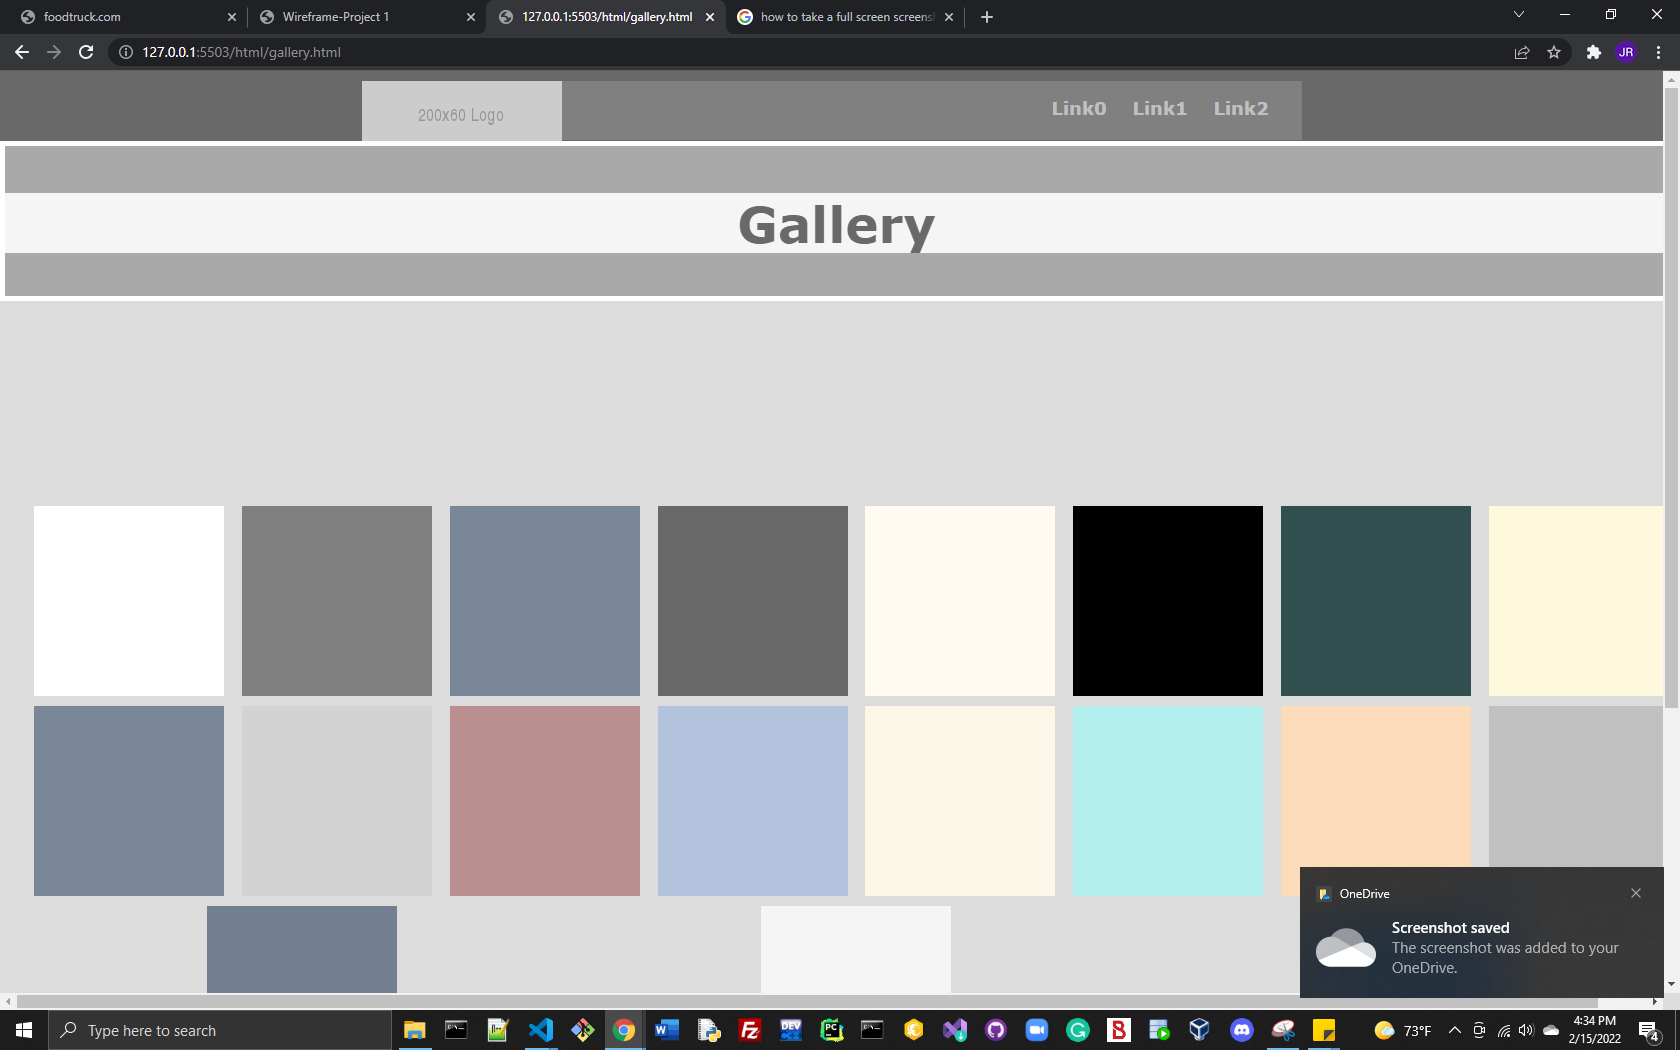 foodtruck.com
Wireframe-Project 1
127.0.0.1:5503/html/gallery.html
how to take a full screen screens
127.0.0.1:5503/html/gallery.html
JR
200x60 Logo
Link0 Link1 Link2
Gallery
OneDrive
Screenshot saved
The screenshot was added to your
OneDrive.
Type here to search
DEV
C++
PC
73°F
4:34 PM
2/15/2022
4